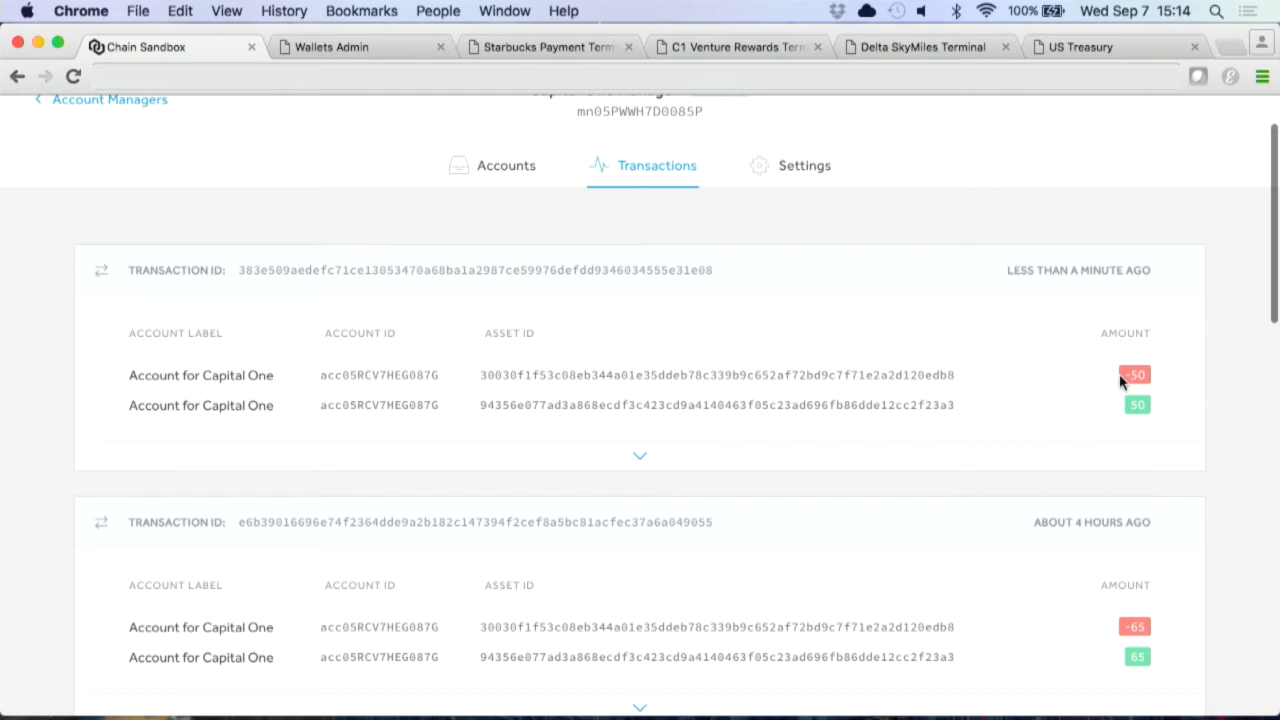 Chrome File Edit View History Bookmarks People Window Help 100% Wed Sep 7 15:14
Chain Sandbox Wallets Admin Starbucks Payment Term C1 Venture Rewards Term Delta SkyMiles Terminal US Treasury
Account Managers
mn05PWWH7D0085P
Accounts Transactions Settings
TRANSACTION ID: 383e509aedefc71ce13053470a68ba1a2987ce59976defdd9346034555e31e08 LESS THAN A MINUTE AGO
ACCOUNT LABEL ACCOUNT ID ASSET ID AMOUNT
Account for Capital One acc05RCV7HEG087G 30030f1f53c08eb344a01e35ddeb78c339b9c652af72bd9c7f71e2a2d120edb8 -50
Account for Capital One acc05RCV7HEG087G 94356e077ad3a868ecdf3c423cd9a4140463f05c23ad696fb86dde12cc2f23a3 50
TRANSACTION ID: e6b39016696e74f2364dde9a2b182c147394f2cef8a5bc81acfec37a6a049055 ABOUT 4 HOURS AGO
ACCOUNT LABEL ACCOUNT ID ASSET ID AMOUNT
Account for Capital One acc05RCV7HEG087G 30030f1f53c08eb344a01e35ddeb78c339b9c652af72bd9c7f71e2a2d120edb8 -65
Account for Capital One acc05RCV7HEG087G 94356e077ad3a868ecdf3c423cd9a4140463f05c23ad696fb86dde12cc2f23a3 65